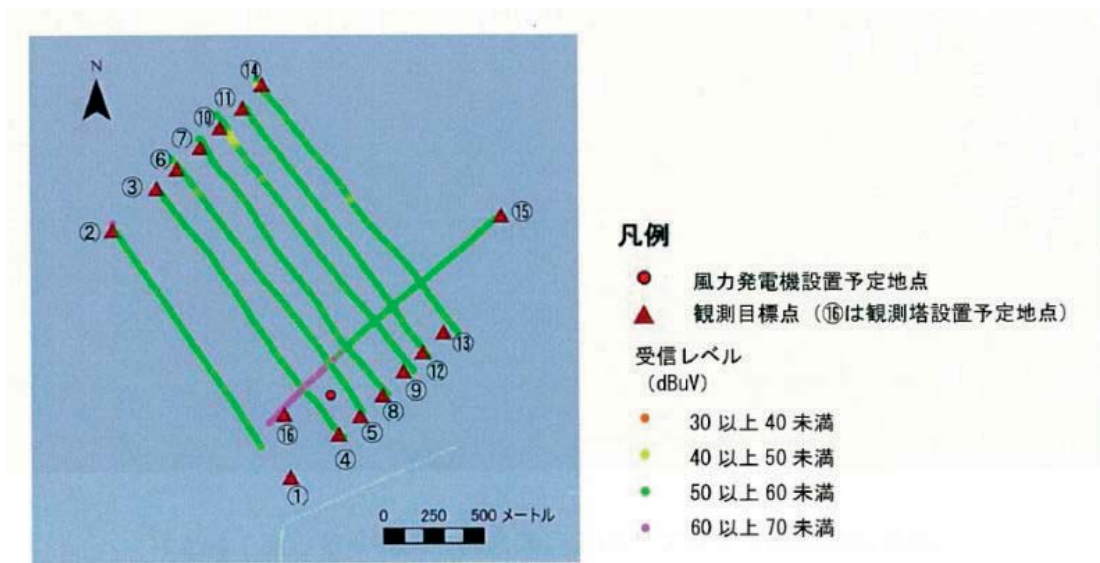 N
⑭
⑪
⑩
⑦
⑥
③
②
⑮
⑬
⑫
⑨
⑧
⑤
⑯
④
①
0 250 500 メートル
凡例
風力発電機設置予定地点
観測目標点（⑯は観測塔設置予定地点）
受信レベル
（dBuV）
30 以上 40 未満
40 以上 50 未満
50 以上 60 未満
60 以上 70 未満